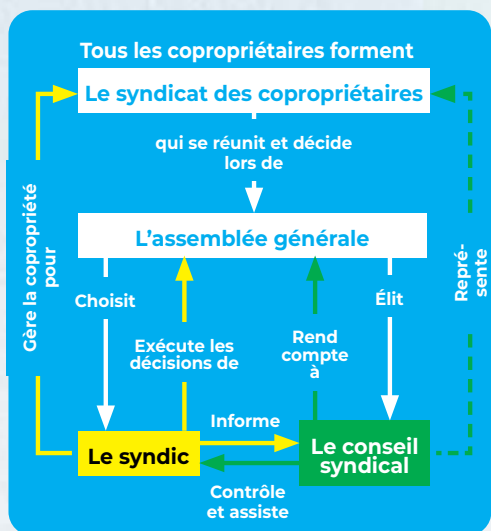 Tous les copropriétaires forment
Le syndicat des copropriétaires
qui se réunit et décide
lors de
L'assemblée générale
Gère la copropriété
pour
Choisit
Exécute les
décisions de
Rend
compte
à
Élit
Repré-
sente
Le syndic
Informe
Le conseil
syndical
Contrôle
et assiste